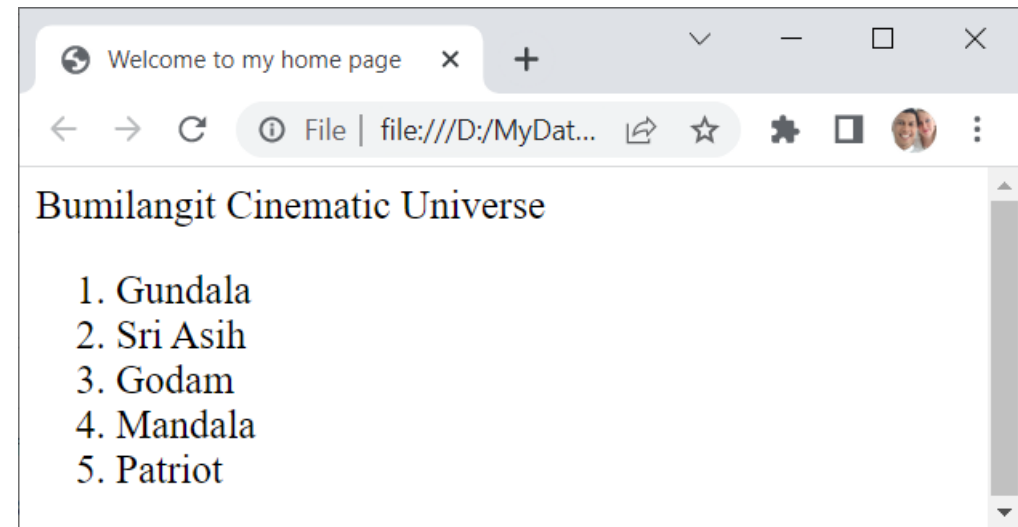 Welcome to my home page
File | file:///D:/MyDat...
Bumilangit Cinematic Universe
1. Gundala
2. Sri Asih
3. Godam
4. Mandala
5. Patriot